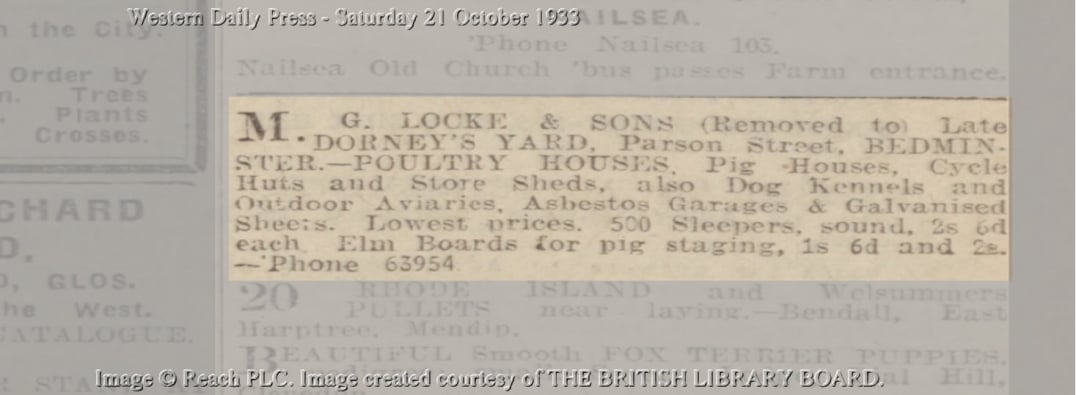 Western Daily Press - Saturday 21 October 1933
AILSEA.
'Phone Nailsea 103.
Nailsea Old Church 'bus passes Farm entrance.
n the City.
Order by
n. Trees
Plants
Crosses.
CHARD
D,
D, GLOS.
the West.
CATALOGUE.
R STA
M. G. LOCKE & SONS (Removed to) Late
DORNEY'S YARD, Parson Street, BEDMIN-
STER.—POULTRY HOUSES, Pig -Houses, Cycle
Huts and Store Sheds, also Dog Kennels and
Outdoor Aviaries, Asbestos Garages & Galvanised
Sheets. Lowest prices. 500 Sleepers, sound, 2s 6d
each. Elm Boards for pig staging, 1s 6d and 2s.
—'Phone 63954.
20 RHODE ISLAND and Welsummers
PULLETS near laying.—Bendall, East
Harptree, Mendip.
BEAUTIFUL Smooth FOX TERRIER PUPPIES,
Hill,
Image © Reach PLC. Image created courtesy of THE BRITISH LIBRARY BOARD.